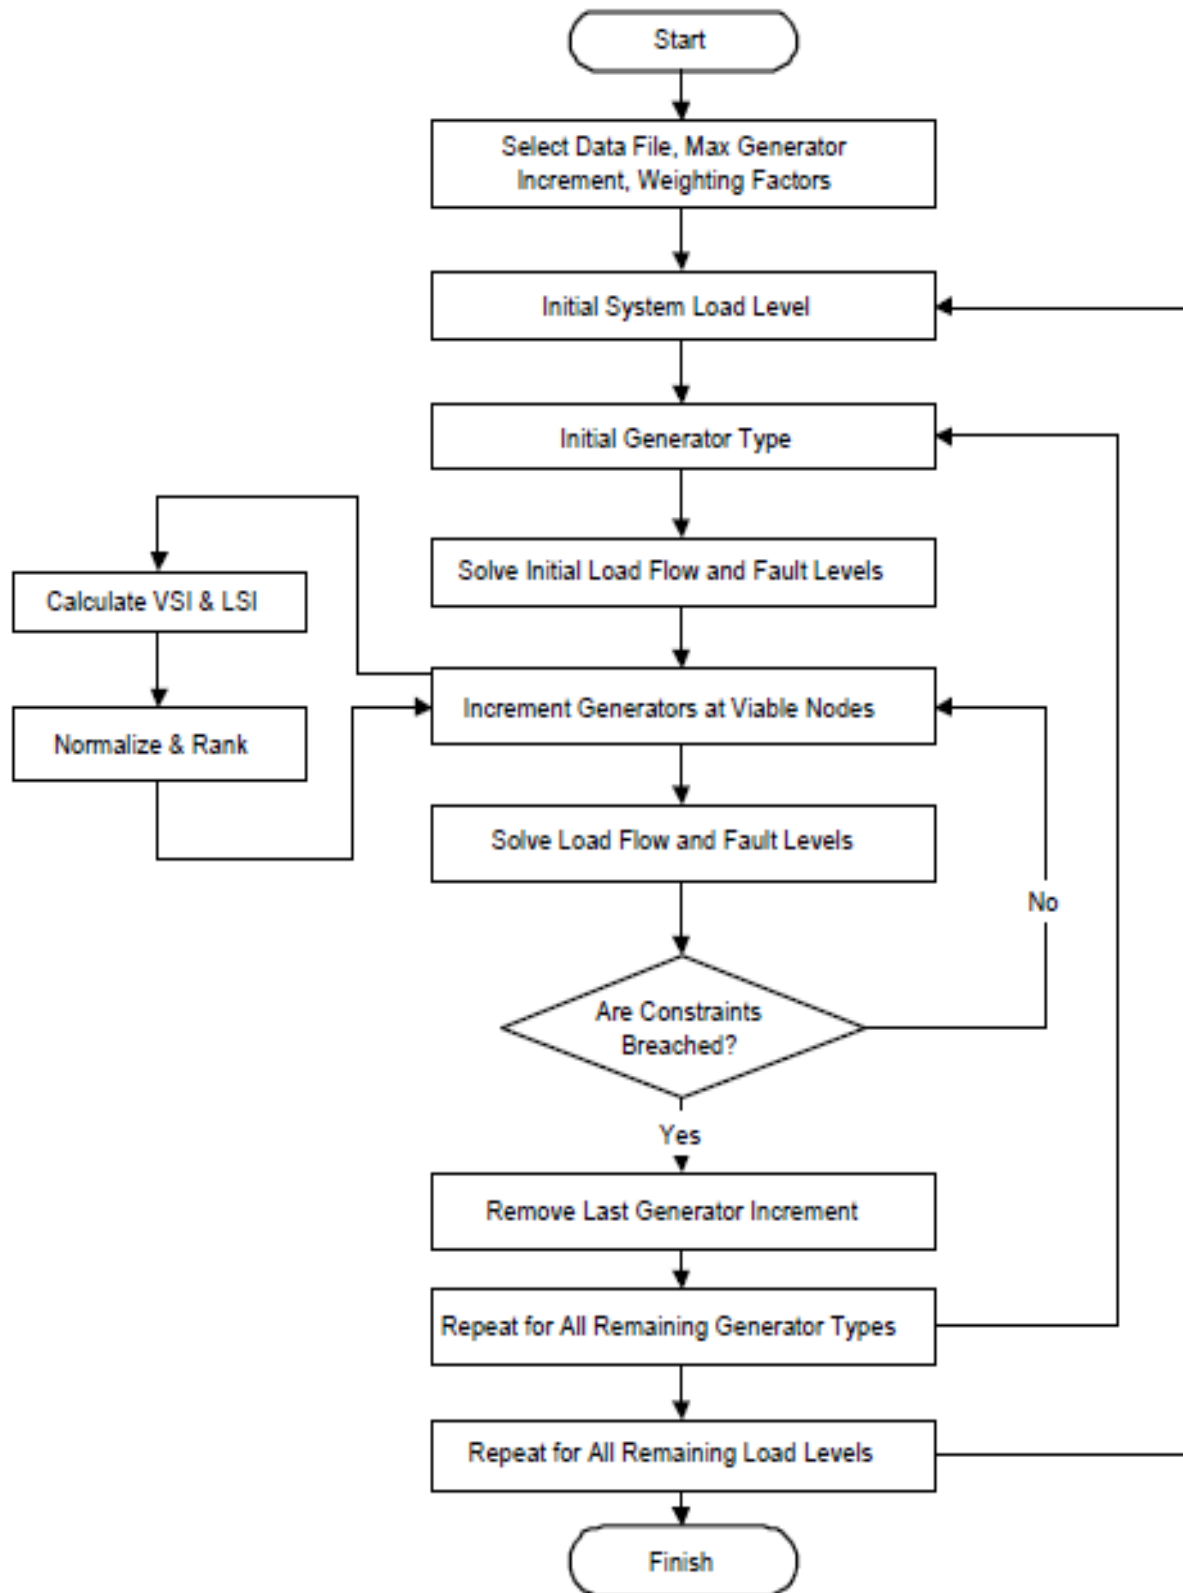 Start
Select Data File, Max Generator
Increment, Weighting Factors
Initial System Load Level
Initial Generator Type
Solve Initial Load Flow and Fault Levels
Calculate VSI & LSI
Increment Generators at Viable Nodes
Normalize & Rank
Solve Load Flow and Fault Levels
No
Are Constraints
Breached?
Yes
Remove Last Generator Increment
Repeat for All Remaining Generator Types
Repeat for All Remaining Load Levels
Finish